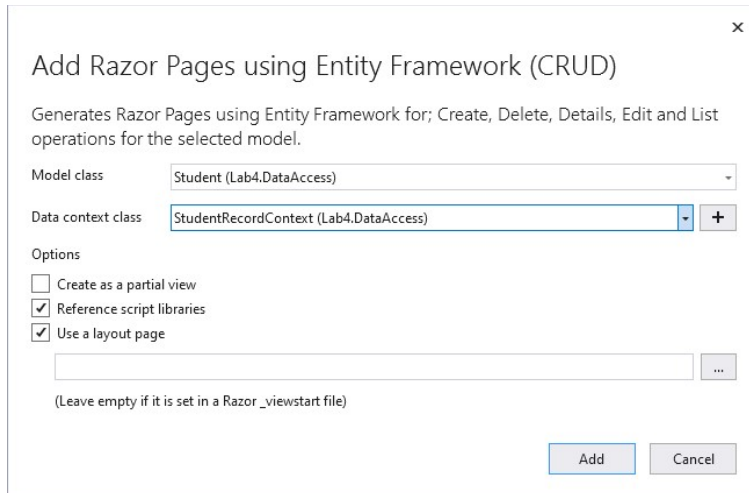 ×
Add Razor Pages using Entity Framework (CRUD)
Generates Razor Pages using Entity Framework for; Create, Delete, Details, Edit and List
operations for the selected model.
Model class Student (Lab4.DataAccess)
Data context class StudentRecordContext (Lab4.DataAccess) +
Options
Create as a partial view
Reference script libraries
Use a layout page
...
(Leave empty if it is set in a Razor _viewstart file)
Add Cancel